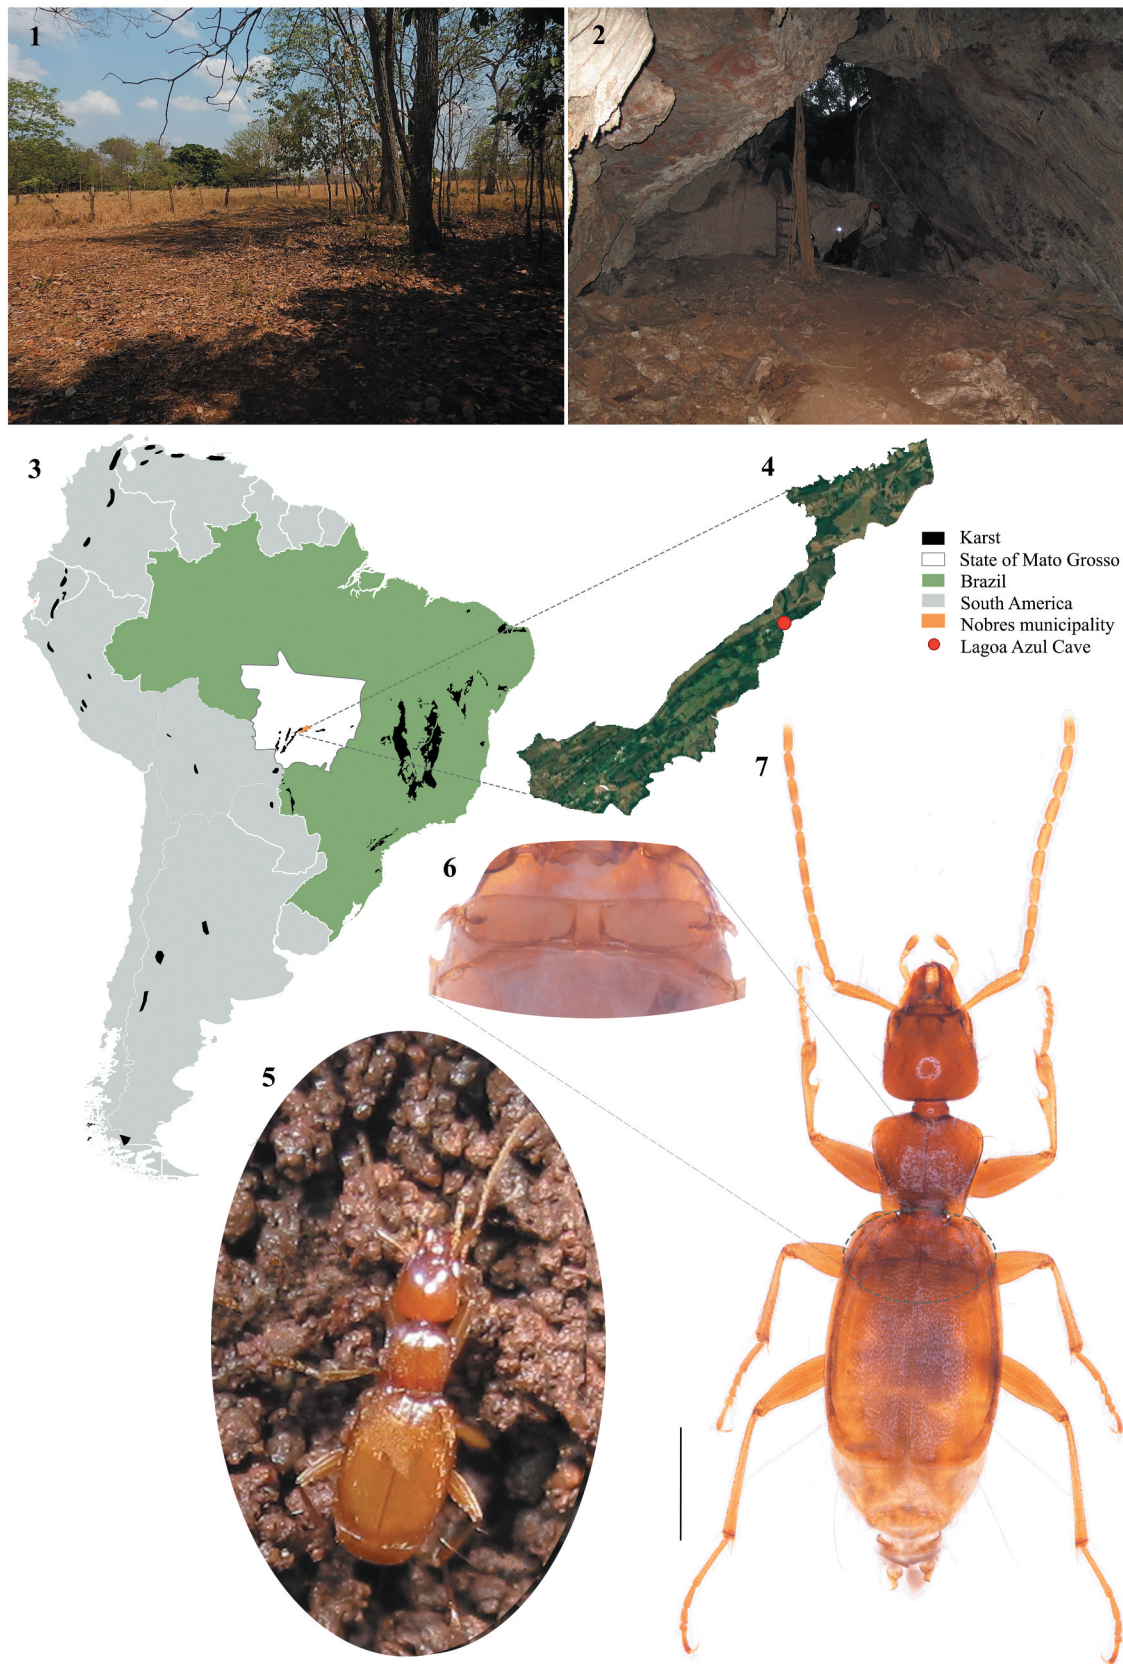 1
2
3
4
Karst
State of Mato Grosso
Brazil
South America
Nobres municipality
Lagoa Azul Cave
7
6
5